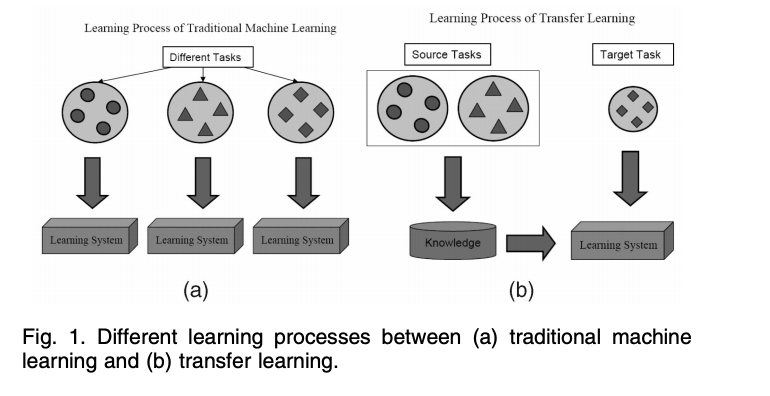 Learning Process of Traditional Machine Learning
Different Tasks
Learning System
Learning System
Learning System
(a)
Learning Process of Transfer Learning
Source Tasks
Target Task
Knowledge
Learning System
(b)
Fig. 1. Different learning processes between (a) traditional machine
learning and (b) transfer learning.